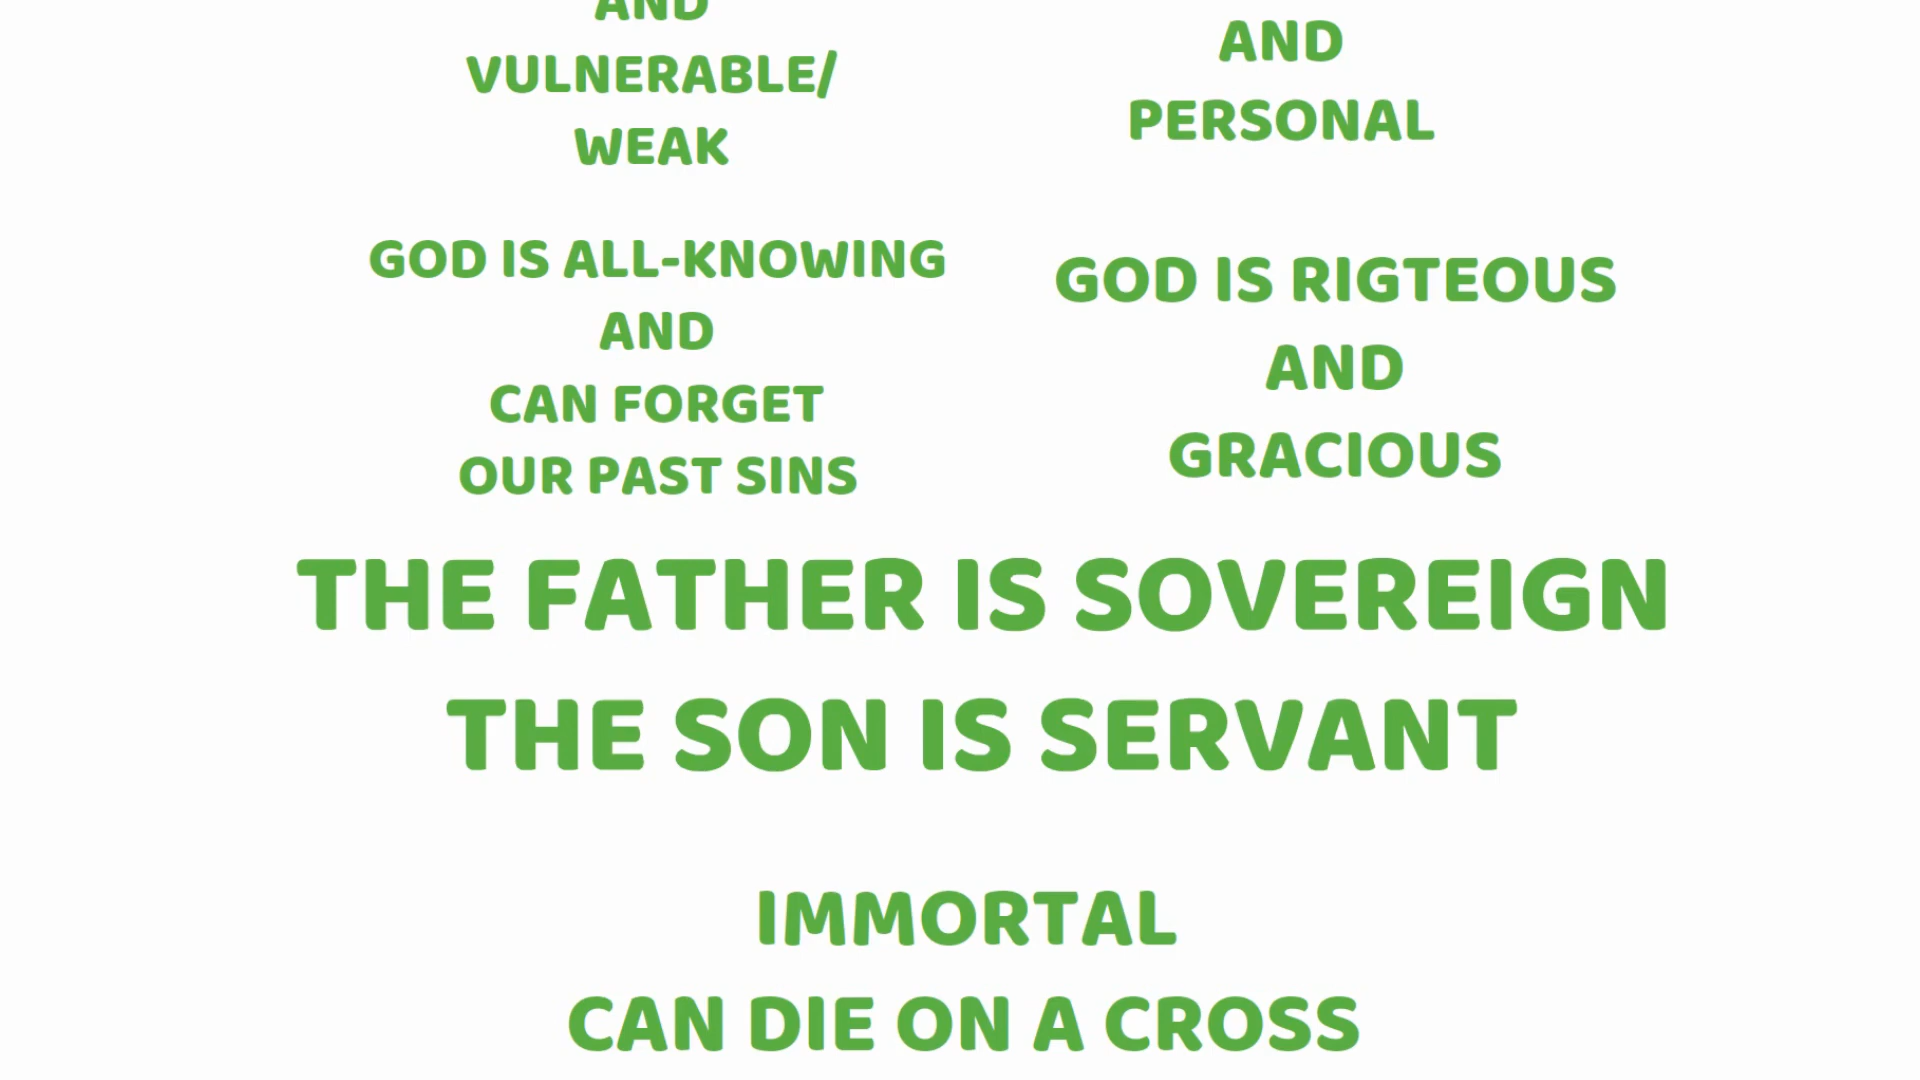 AND
VULNERABLE/
WEAK
AND
PERSONAL
GOD IS ALL-KNOWING
AND
CAN FORGET
OUR PAST SINS
GOD IS RIGTEOUS
AND
GRACIOUS
THE FATHER IS SOVEREIGN
THE SON IS SERVANT
IMMORTAL
CAN DIE ON A CROSS